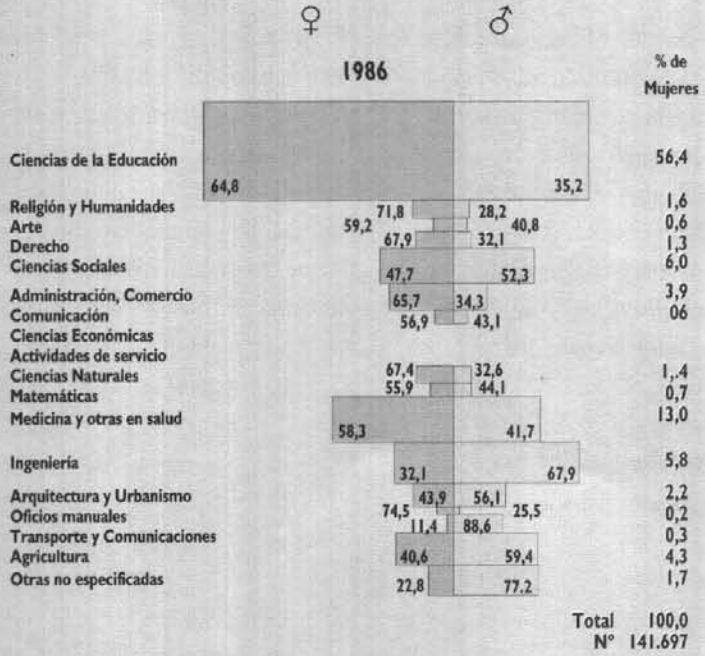 ♀ ♂
1986
% de
Mujeres
Ciencias de la Educación 64,8 35,2 56,4
Religión y Humanidades 71,8 28,2 1,6
Arte 59,2 40,8 0,6
Derecho 67,9 32,1 1,3
Ciencias Sociales 47,7 52,3 6,0
Administración, Comercio 65,7 34,3 3,9
Comunicación 56,9 43,1 06
Ciencias Económicas
Actividades de servicio
Ciencias Naturales 67,4 32,6 1,.4
Matemáticas 55,9 44,1 0,7
Medicina y otras en salud 58,3 41,7 13,0
Ingeniería 32,1 67,9 5,8
Arquitectura y Urbanismo 43,9 56,1 2,2
Oficios manuales 74,5 25,5 0,2
Transporte y Comunicaciones 11,4 88,6 0,3
Agricultura 40,6 59,4 4,3
Otras no especificadas 22,8 77.2 1,7
Total 100,0
N° 141.697